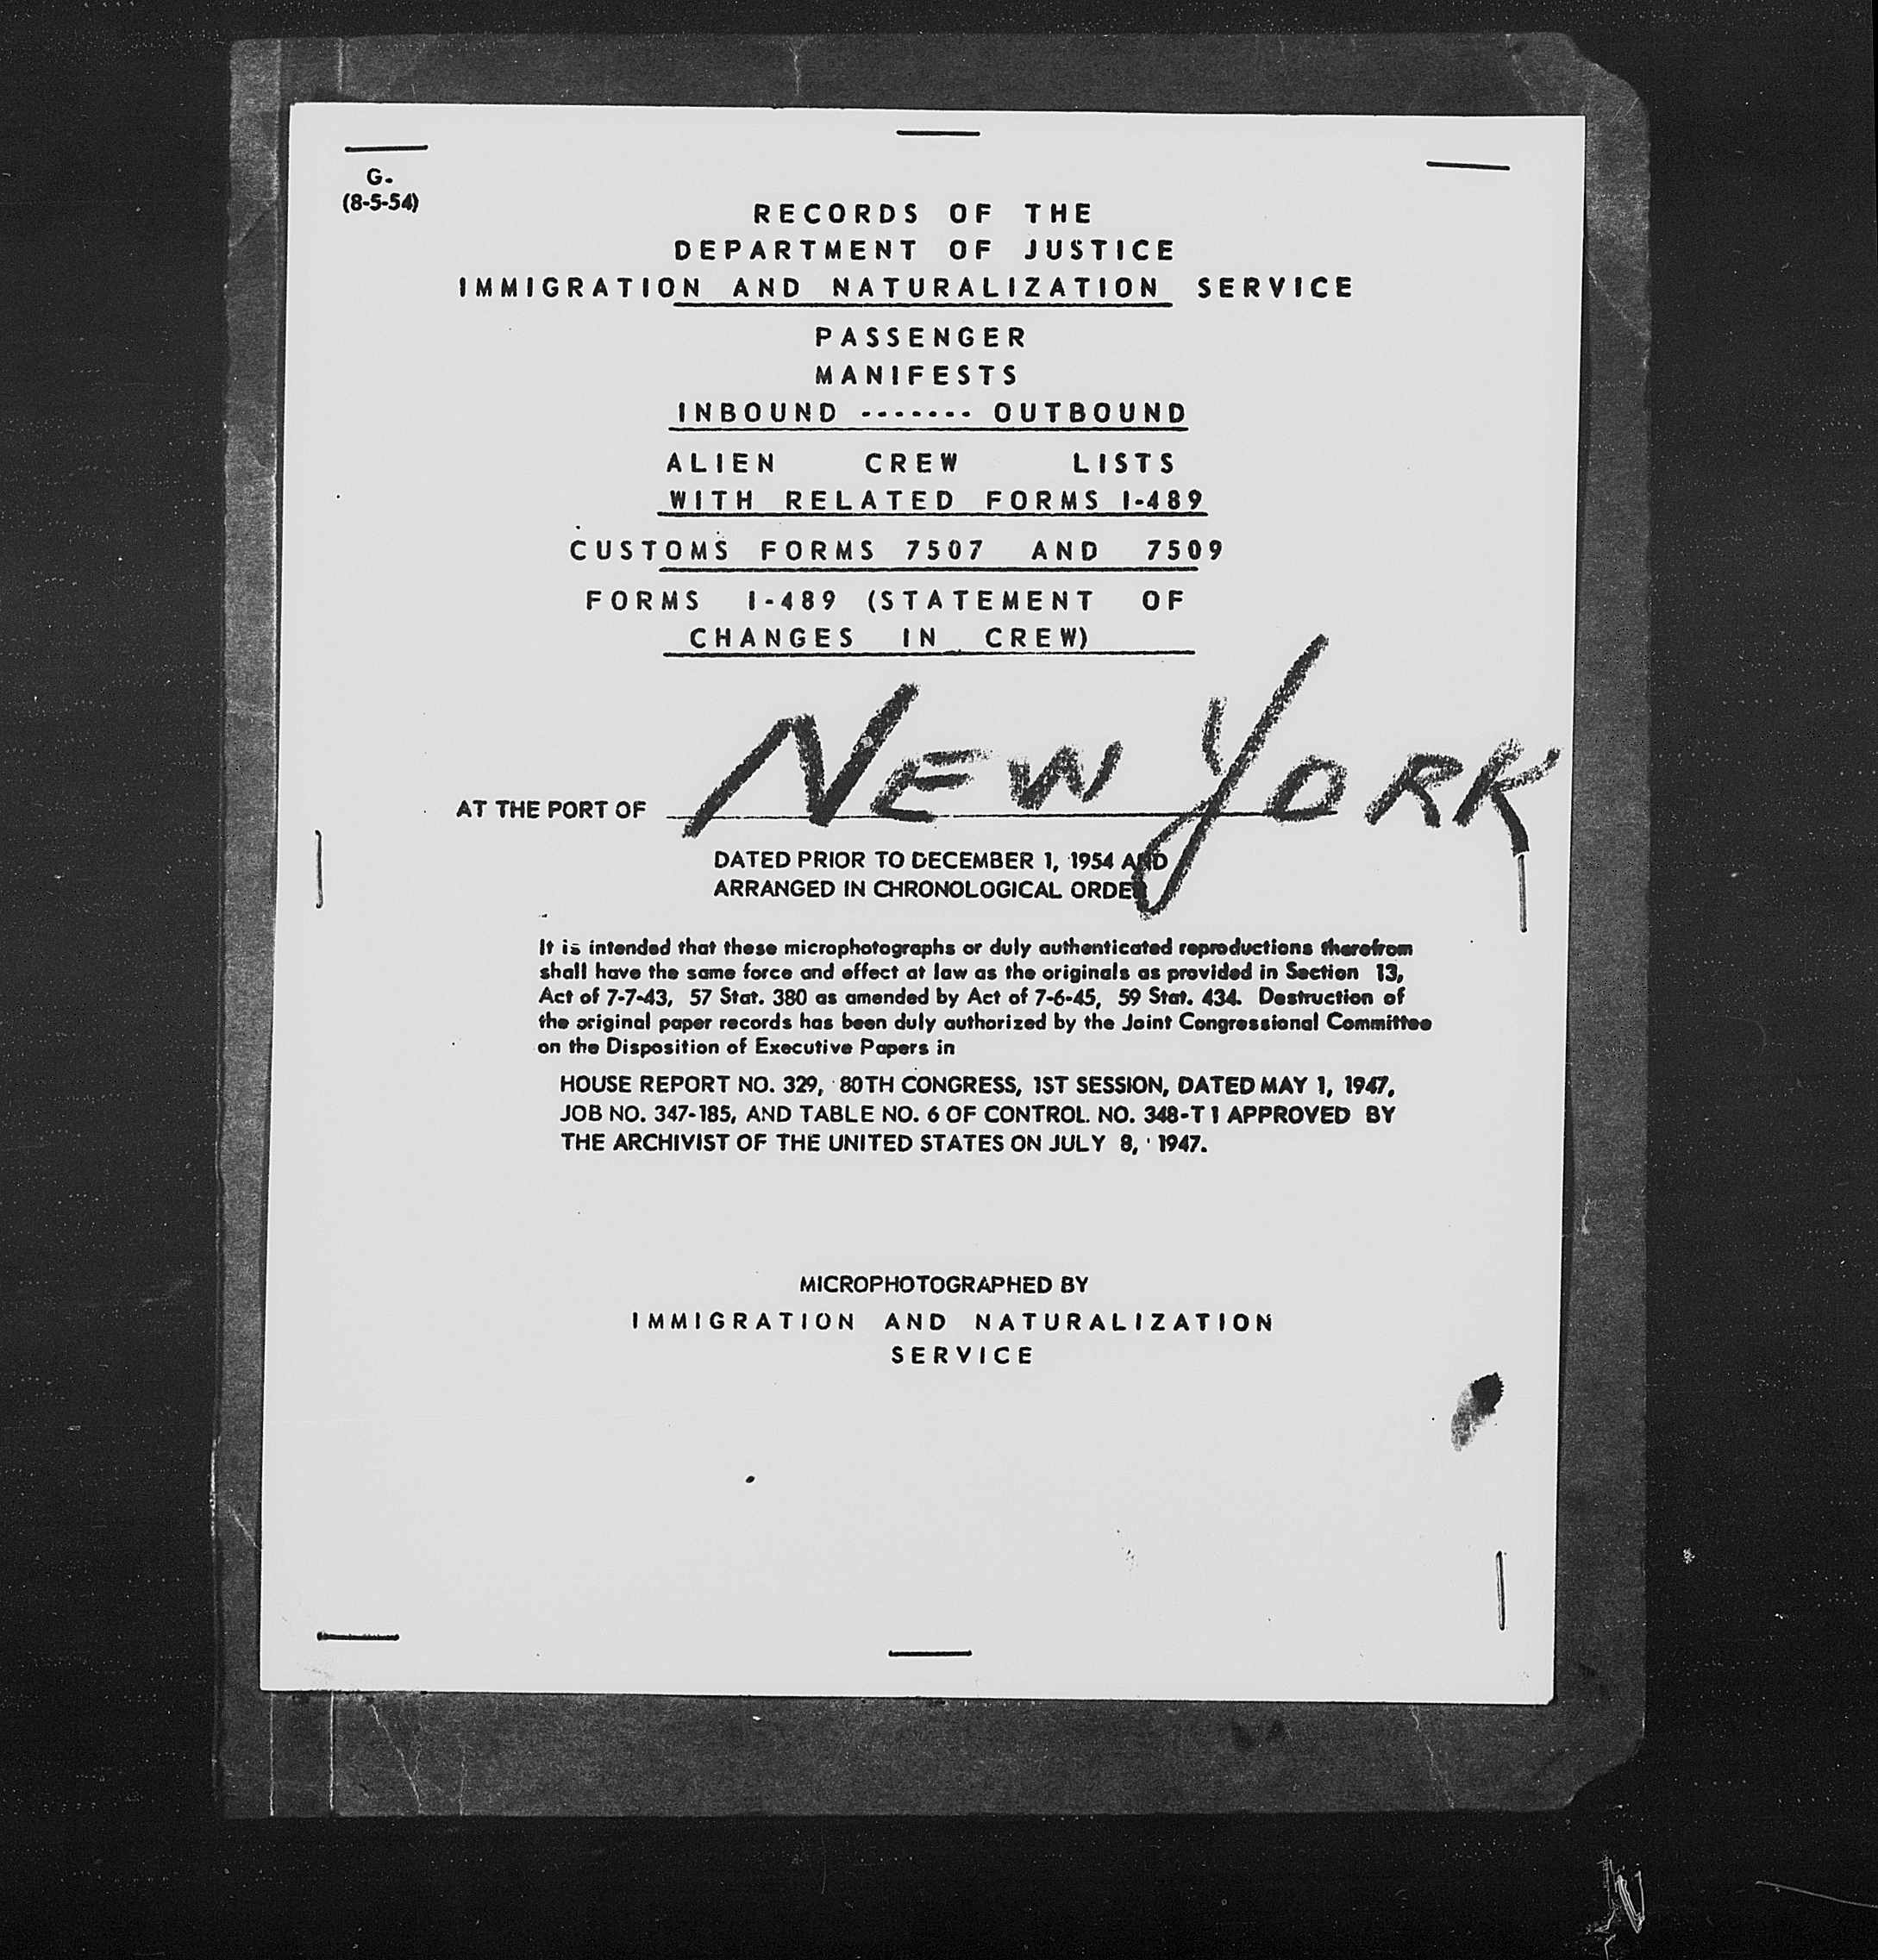 G.
(8-5-54)
RECORDS OF THE
DEPARTMENT OF JUSTICE
IMMIGRATION AND NATURALIZATION SERVICE
PASSENGER
MANIFESTS
INBOUND ------- OUTBOUND
ALIEN CREW LISTS
WITH RELATED FORMS I-489
CUSTOMS FORMS 7507 AND 7509
FORMS I-489 (STATEMENT OF
CHANGES IN CREW)
AT THE PORT OF NEW YORK
DATED PRIOR TO DECEMBER 1, 1954 AND
ARRANGED IN CHRONOLOGICAL ORDER
It is intended that these microphotographs or duly authenticated reproductions therefrom
shall have the same force and effect at law as the originals as provided in Section 13,
Act of 7-7-43, 57 Stat. 380 as amended by Act of 7-6-45, 59 Stat. 434. Destruction of
the original paper records has been duly authorized by the Joint Congressional Committee
on the Disposition of Executive Papers in
HOUSE REPORT NO. 329, 80TH CONGRESS, 1ST SESSION, DATED MAY 1, 1947,
JOB NO. 347-185, AND TABLE NO. 6 OF CONTROL NO. 348-T1 APPROVED BY
THE ARCHIVIST OF THE UNITED STATES ON JULY 8, 1947.
MICROPHOTOGRAPHED BY
IMMIGRATION AND NATURALIZATION
SERVICE